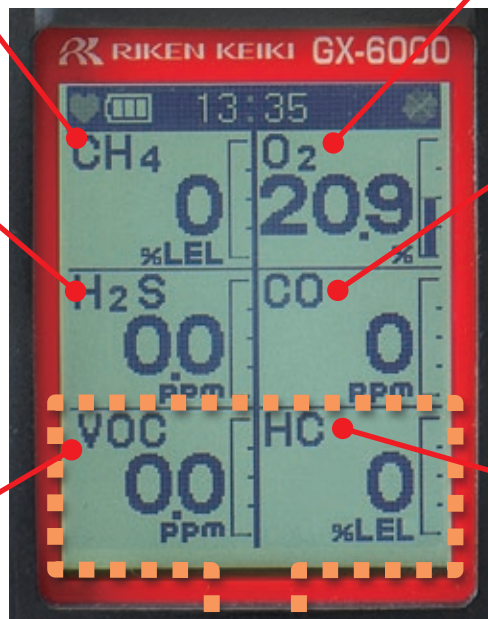 RIKEN KEIKI GX-6000
13:35
CH4 O2
0 20.9
%LEL %
H2S CO
0.0 0
ppm ppm
VOC HC
0.0 0
ppm %LEL